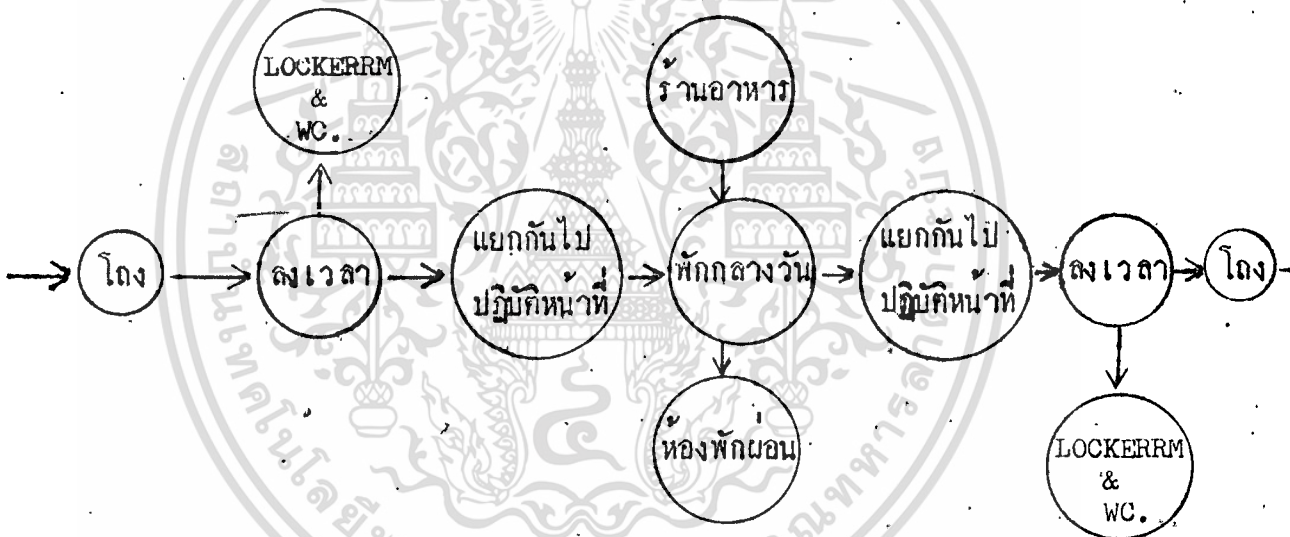 LOCKERRM
&
WC.
ร้านอาหาร
โถง
ลงเวลา
แยกกันไป
ปฏิบัติหน้าที่
พักกลางวัน
แยกกันไป
ปฏิบัติหน้าที่
ลงเวลา
โถง
ห้องพักผ่อน
LOCKERRM
&
WC.